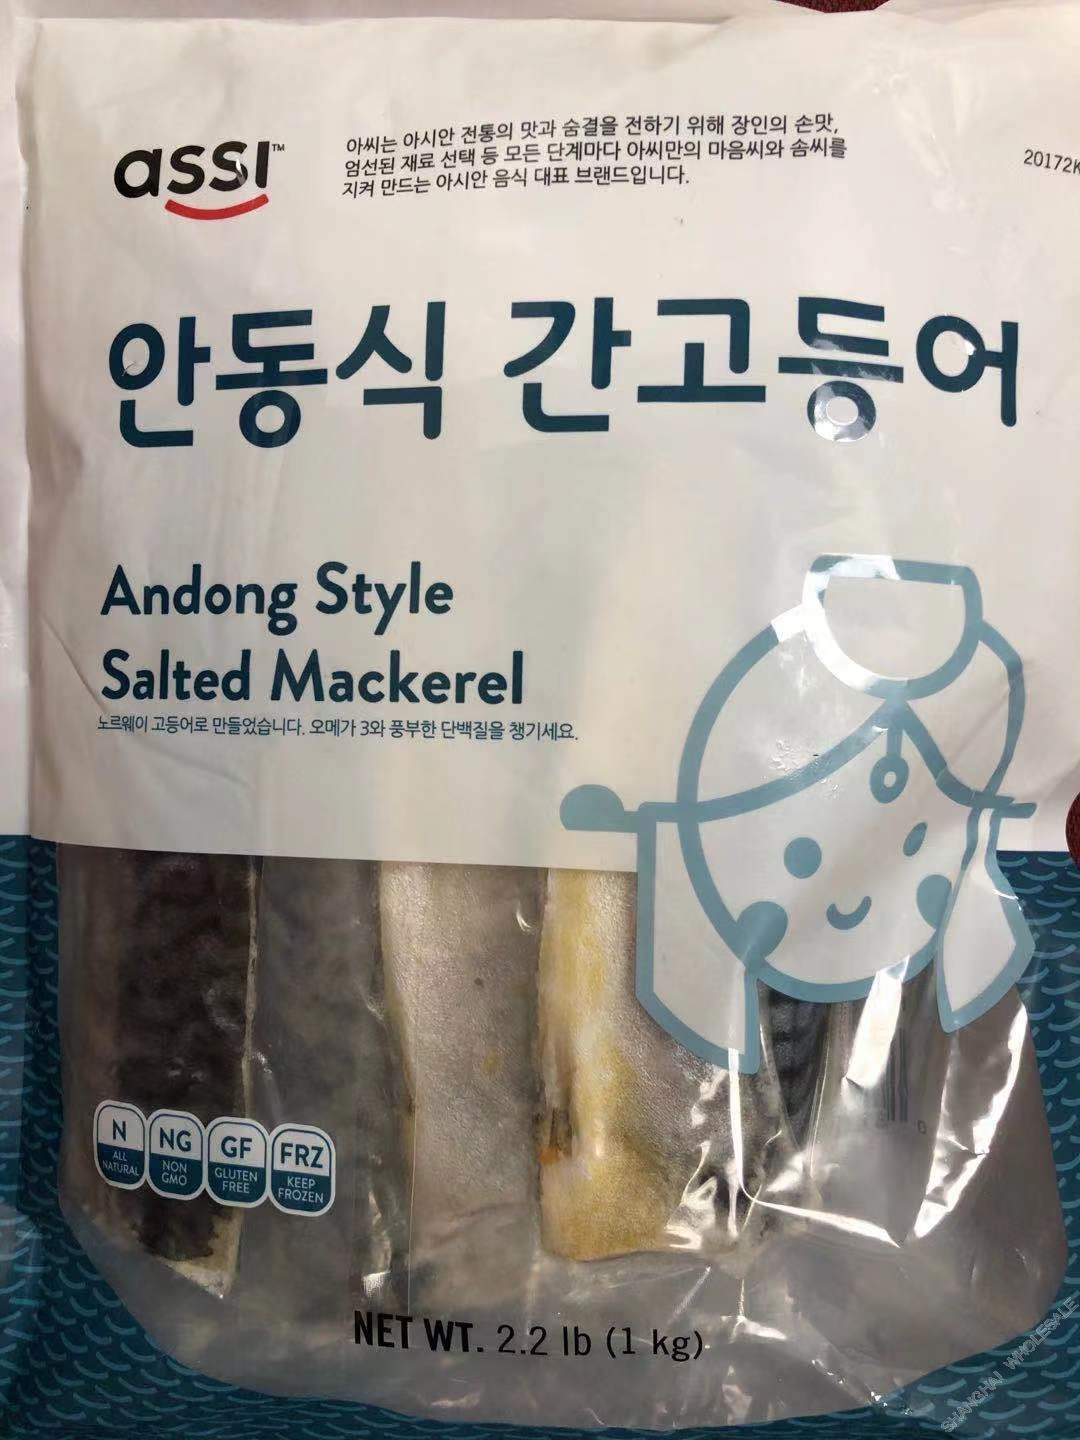 assi™
아씨는 아시안 전통의 맛과 숨결을 전하기 위해 장인의 손맛,
엄선된 재료 선택 등 모든 단계마다 아씨만의 마음씨와 솜씨를
지켜 만드는 아시안 음식 대표 브랜드입니다.
20172K
안동식 간고등어
Andong Style
Salted Mackerel
노르웨이 고등어로 만들었습니다. 오메가 3와 풍부한 단백질을 챙기세요.
N
ALL
NATURAL
NG
NON
GMO
GF
GLUTEN
FREE
FRZ
KEEP
FROZEN
NET WT. 2.2 lb (1 kg)
SHANGHAI WHOLESALE